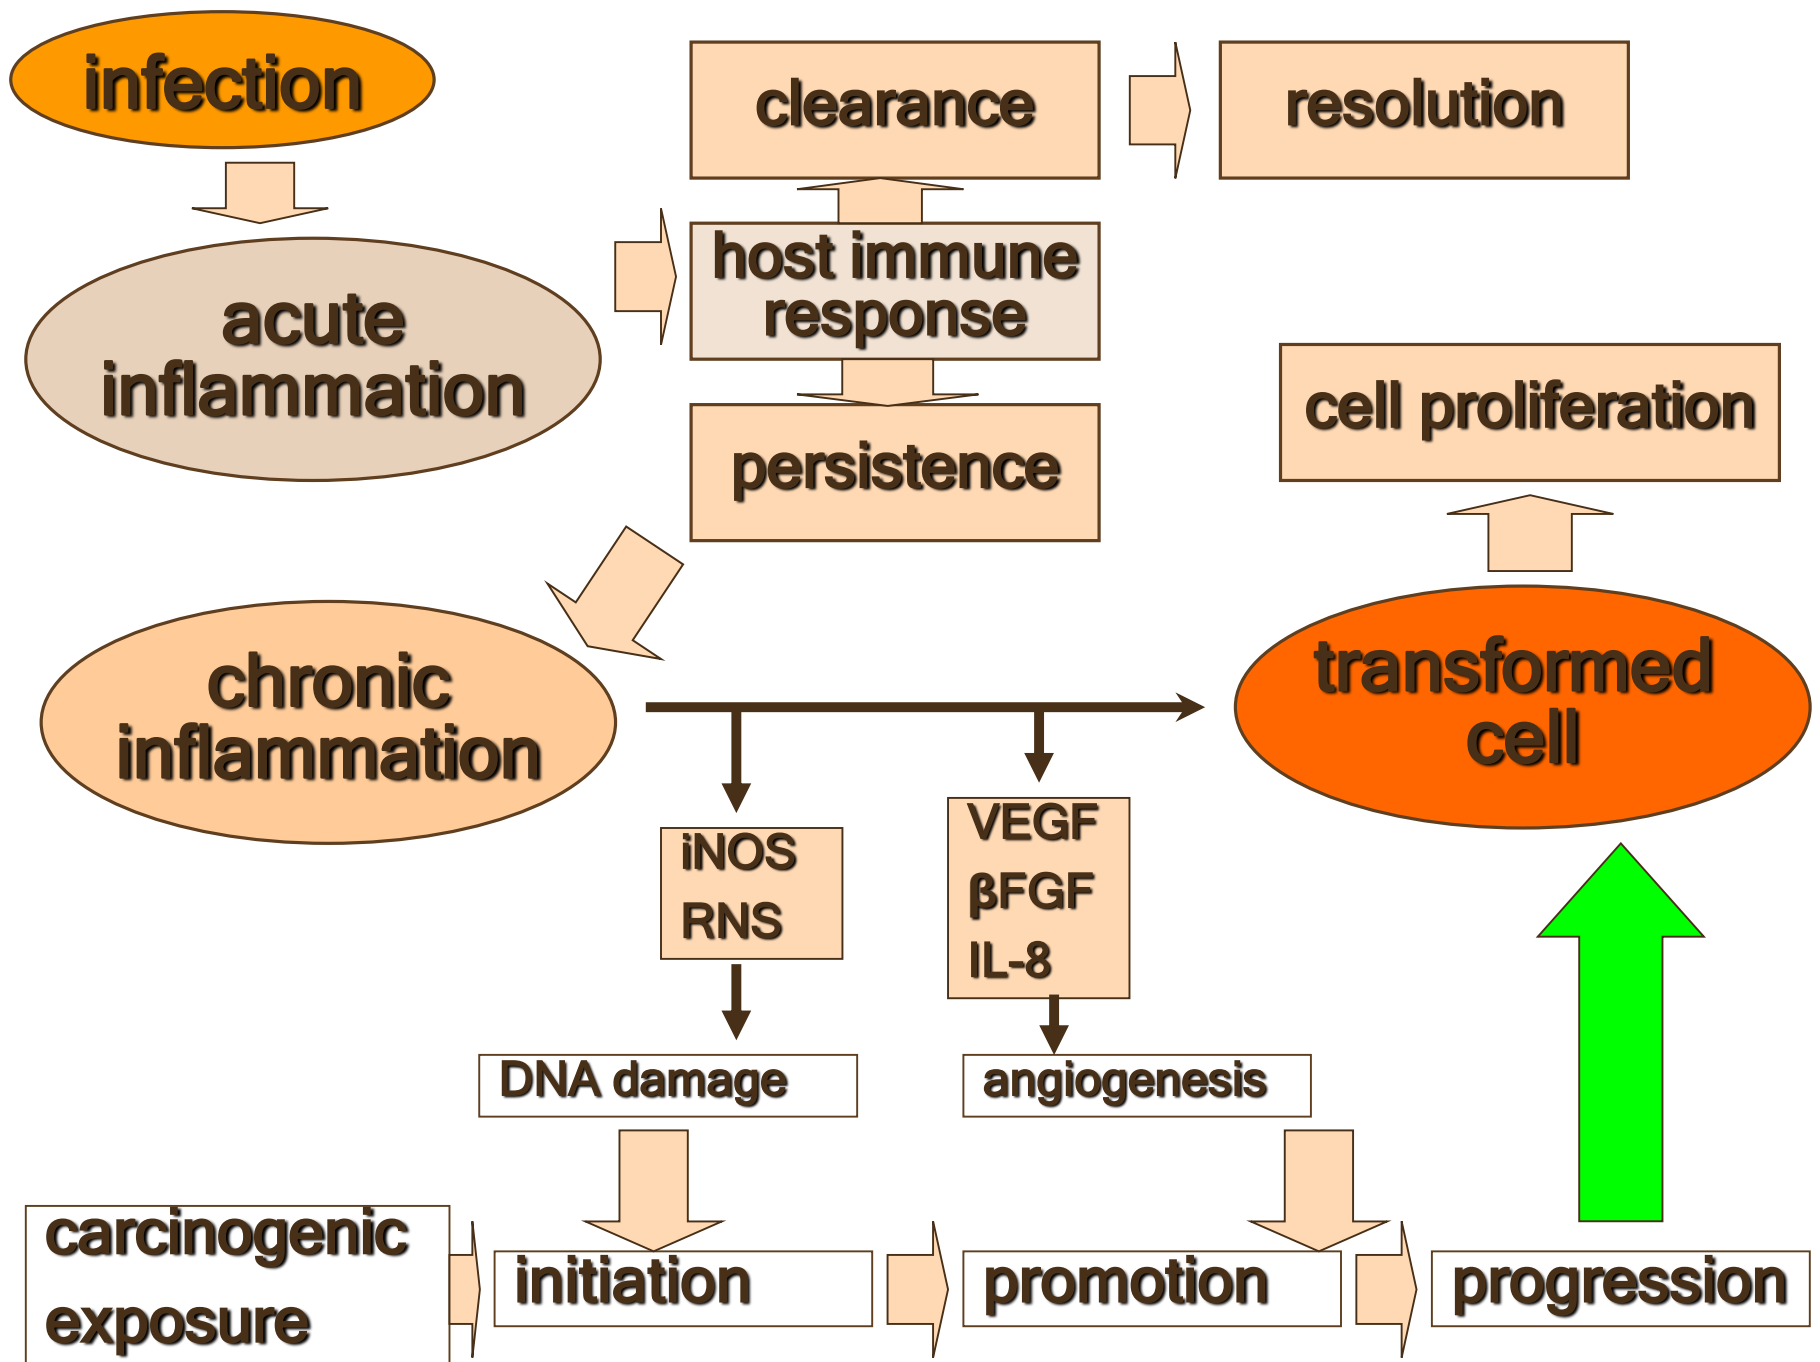 infection
clearance
resolution
acute
inflammation
host immune
response
persistence
cell proliferation
chronic
inflammation
transformed
cell
iNOS
RNS
VEGF
βFGF
IL-8
DNA damage
angiogenesis
carcinogenic
exposure
initiation
promotion
progression